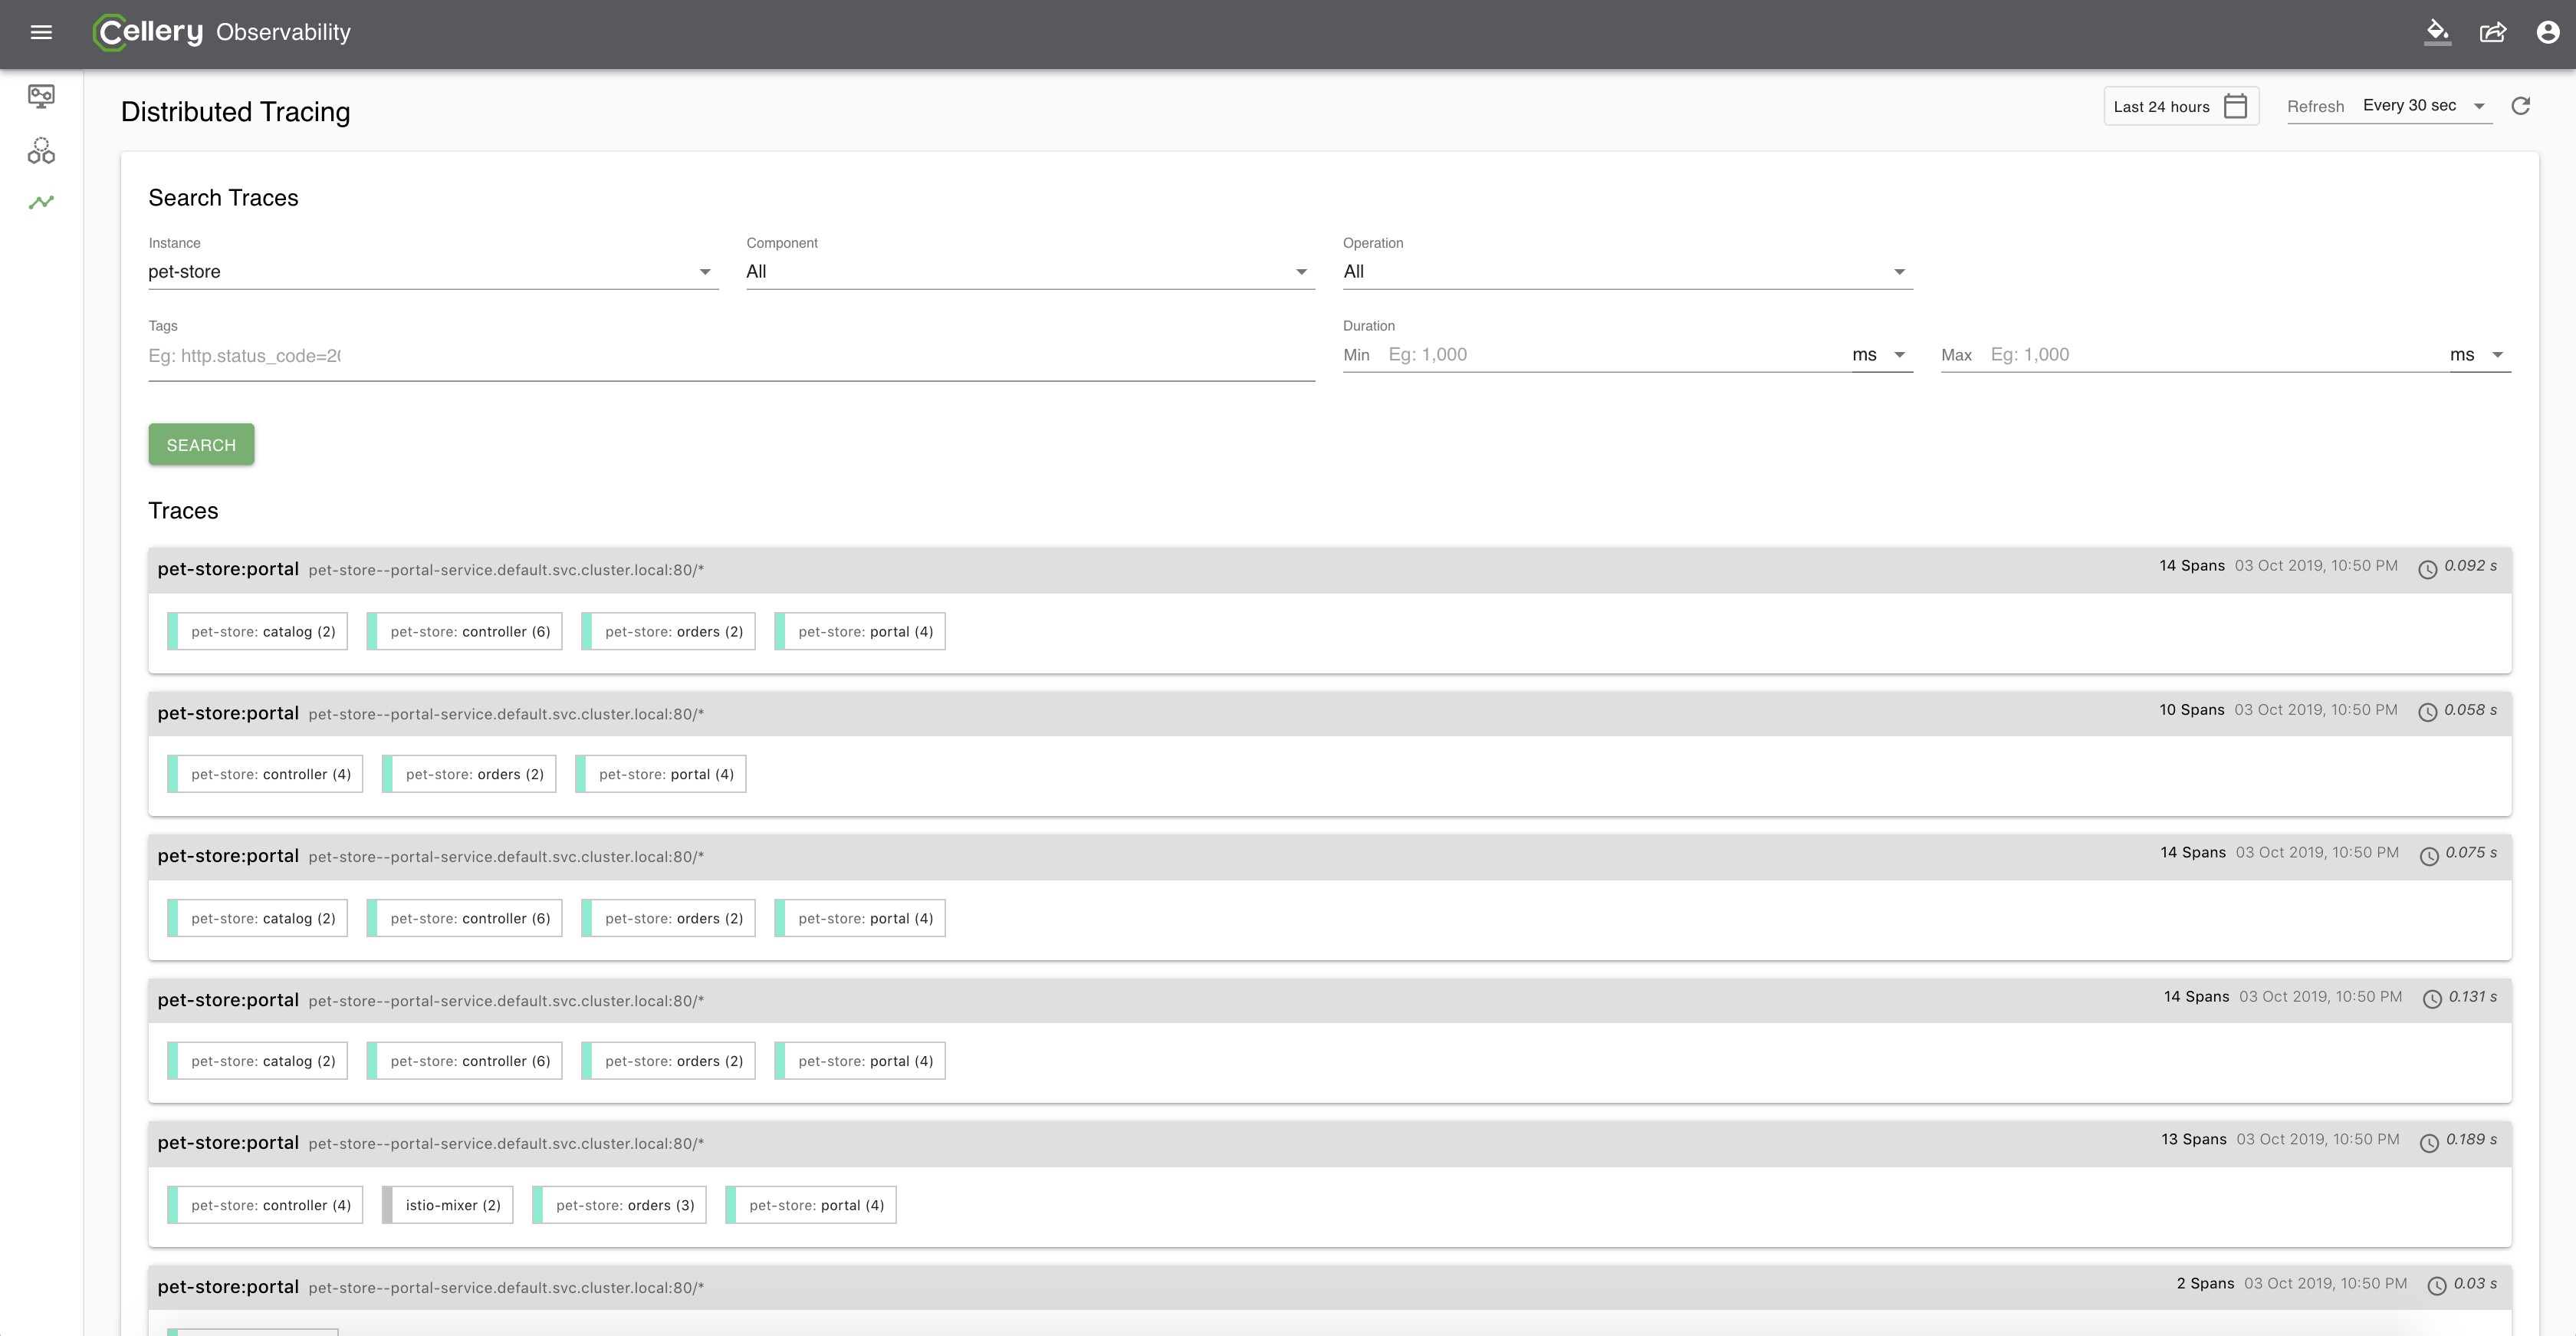 Cellery Observability
Distributed Tracing
Last 24 hours
Refresh Every 30 sec
Search Traces
Instance Component Operation
pet-store All All
Tags Duration
Eg: http.status_code=2
Min Eg: 1,000 ms Max Eg: 1,000 ms
SEARCH
Traces
pet-store:portal pet-store--portal-service.default.svc.cluster.local:80/* 14 Spans 03 Oct 2019, 10:50 PM 0.092 s
pet-store: catalog (2) pet-store: controller (6) pet-store: orders (2) pet-store: portal (4)
pet-store:portal pet-store--portal-service.default.svc.cluster.local:80/* 10 Spans 03 Oct 2019, 10:50 PM 0.058 s
pet-store: controller (4) pet-store: orders (2) pet-store: portal (4)
pet-store:portal pet-store--portal-service.default.svc.cluster.local:80/* 14 Spans 03 Oct 2019, 10:50 PM 0.075 s
pet-store: catalog (2) pet-store: controller (6) pet-store: orders (2) pet-store: portal (4)
pet-store:portal pet-store--portal-service.default.svc.cluster.local:80/* 14 Spans 03 Oct 2019, 10:50 PM 0.131 s
pet-store: catalog (2) pet-store: controller (6) pet-store: orders (2) pet-store: portal (4)
pet-store:portal pet-store--portal-service.default.svc.cluster.local:80/* 13 Spans 03 Oct 2019, 10:50 PM 0.189 s
pet-store: controller (4) istio-mixer (2) pet-store: orders (3) pet-store: portal (4)
pet-store:portal pet-store--portal-service.default.svc.cluster.local:80/* 2 Spans 03 Oct 2019, 10:50 PM 0.03 s